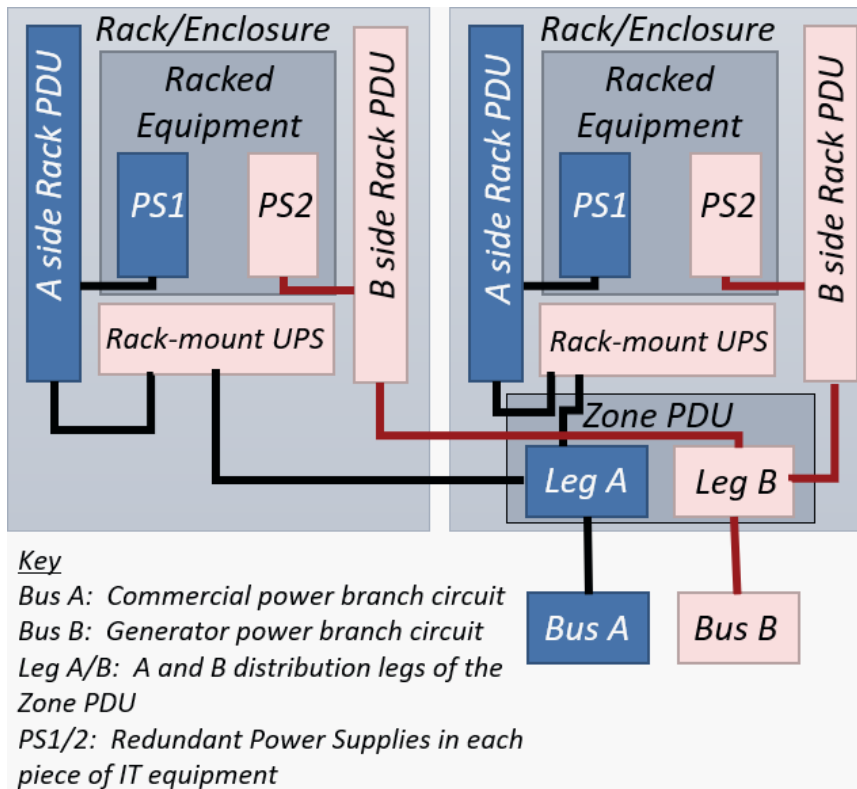 Rack/Enclosure
A side Rack PDU
Racked
Equipment
PS1
PS2
B side Rack PDU
Rack-mount UPS
Rack/Enclosure
A side Rack PDU
Racked
Equipment
PS1
PS2
B side Rack PDU
Rack-mount UPS
Zone PDU
Leg A
Leg B
Bus A
Bus B
Key
Bus A: Commercial power branch circuit
Bus B: Generator power branch circuit
Leg A/B: A and B distribution legs of the
Zone PDU
PS1/2: Redundant Power Supplies in each
piece of IT equipment